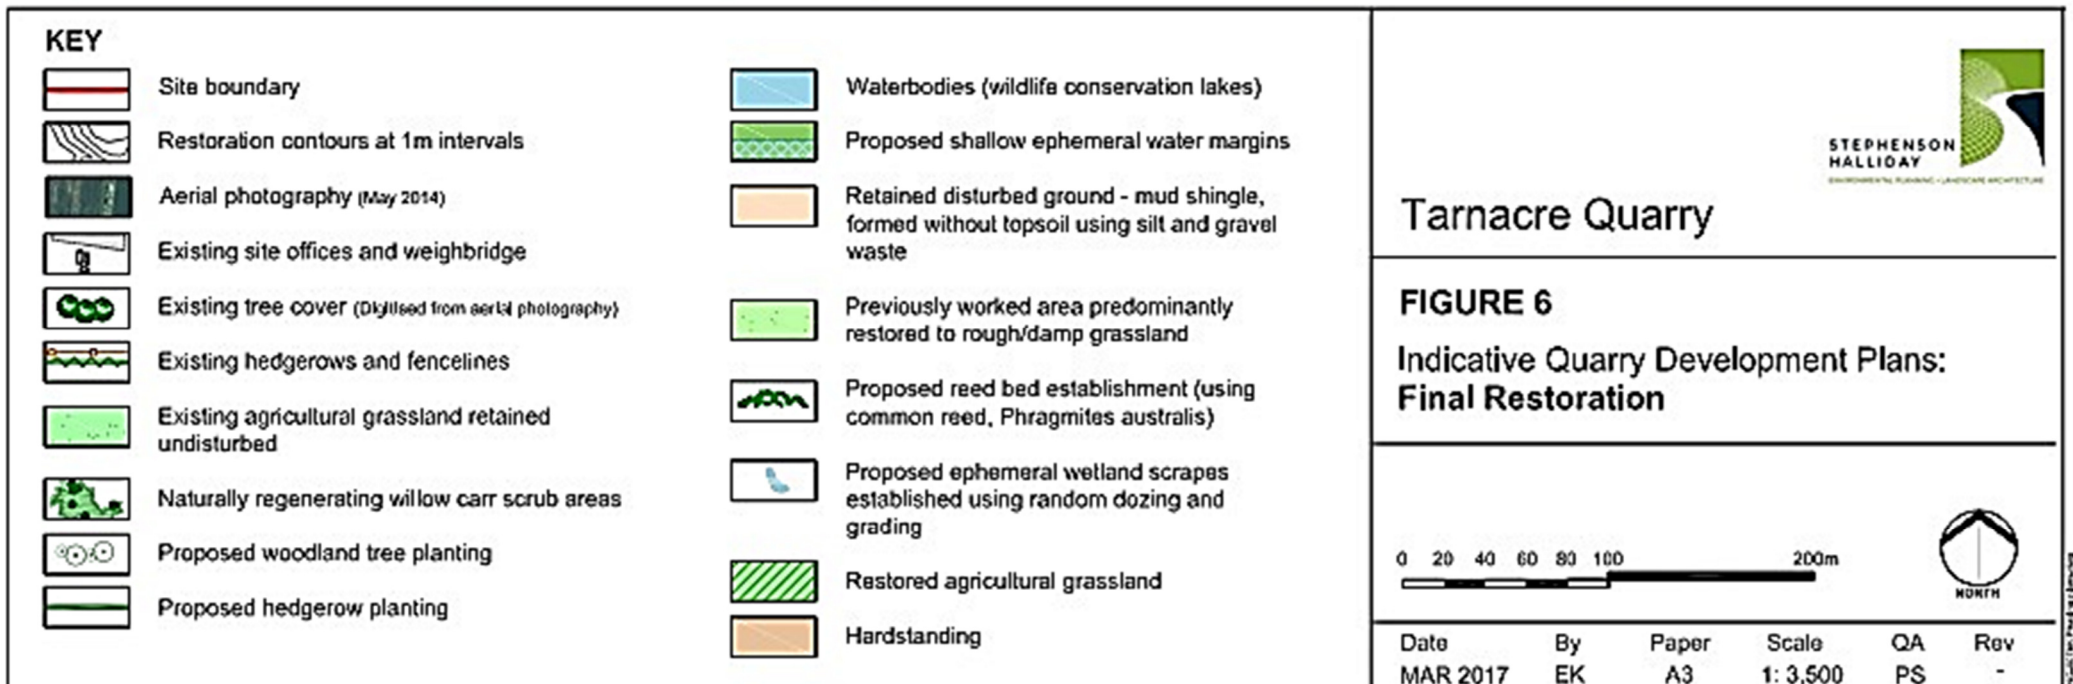 KEY
Site boundary
Restoration contours at 1m intervals
Aerial photography (May 2014)
Existing site offices and weighbridge
Existing tree cover (Digitised from aerial photography)
Existing hedgerows and fencelines
Existing agricultural grassland retained
undisturbed
Naturally regenerating willow carr scrub areas
Proposed woodland tree planting
Proposed hedgerow planting
Waterbodies (wildlife conservation lakes)
Proposed shallow ephemeral water margins
Retained disturbed ground - mud shingle,
formed without topsoil using silt and gravel
waste
Previously worked area predominantly
restored to rough/damp grassland
Proposed reed bed establishment (using
common reed, Phragmites australis)
Proposed ephemeral wetland scrapes
established using random dozing and
grading
Restored agricultural grassland
Hardstanding
STEPHENSON
HALLIDAY
ENVIRONMENTAL PLANNING • LANDSCAPE ARCHITECTURE
Tarnacre Quarry
FIGURE 6
Indicative Quarry Development Plans:
Final Restoration
0 20 40 60 80 100 200m
NORTH
Date By Paper Scale QA Rev
MAR 2017 EK A3 1: 3,500 PS -